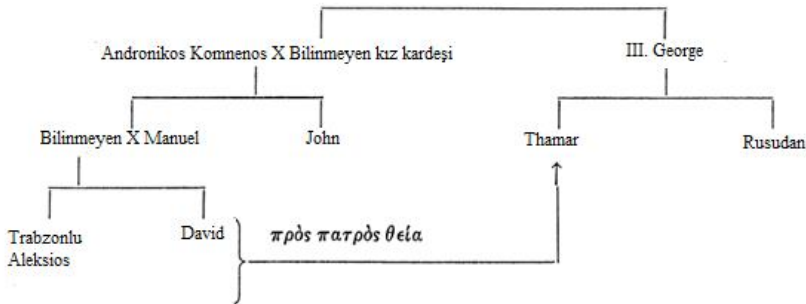 Andronikos Komnenos X Bilinmeyen kız kardeşi
III. George
Bilinmeyen X Manuel
John
Thamar
Rusudan
Trabzonlu
Aleksios
David
πρὸς πατρὸς θεία